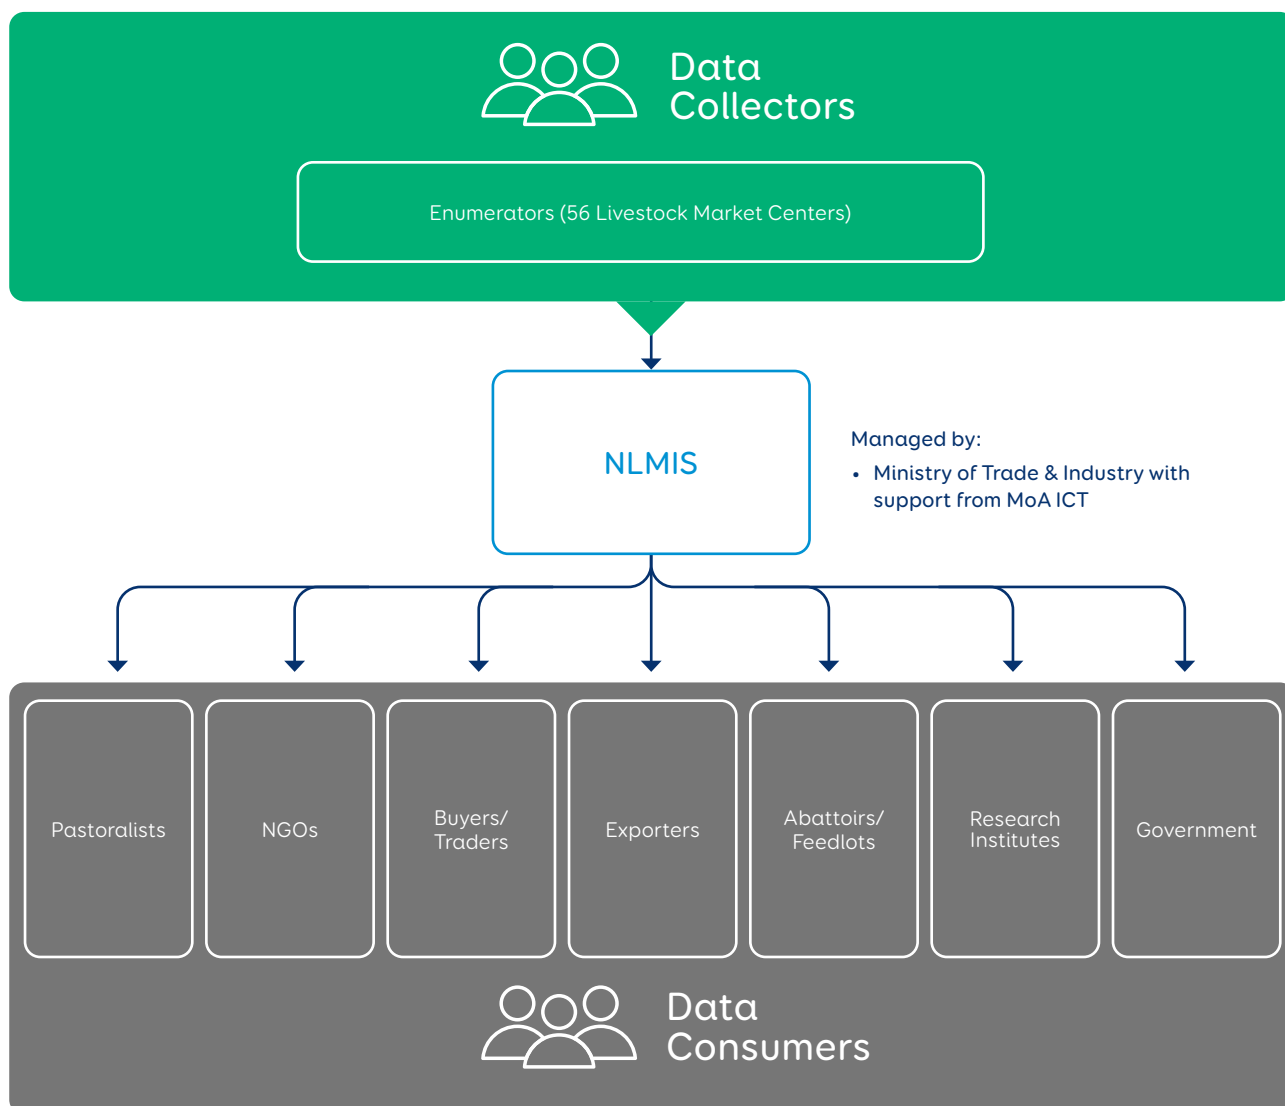 Data
Collectors
Enumerators (56 Livestock Market Centers)
NLMIS
Managed by:
• Ministry of Trade & Industry with
support from MoA ICT
Pastoralists
NGOs
Buyers/
Traders
Exporters
Abattoirs/
Feedlots
Research
Institutes
Government
Data
Consumers